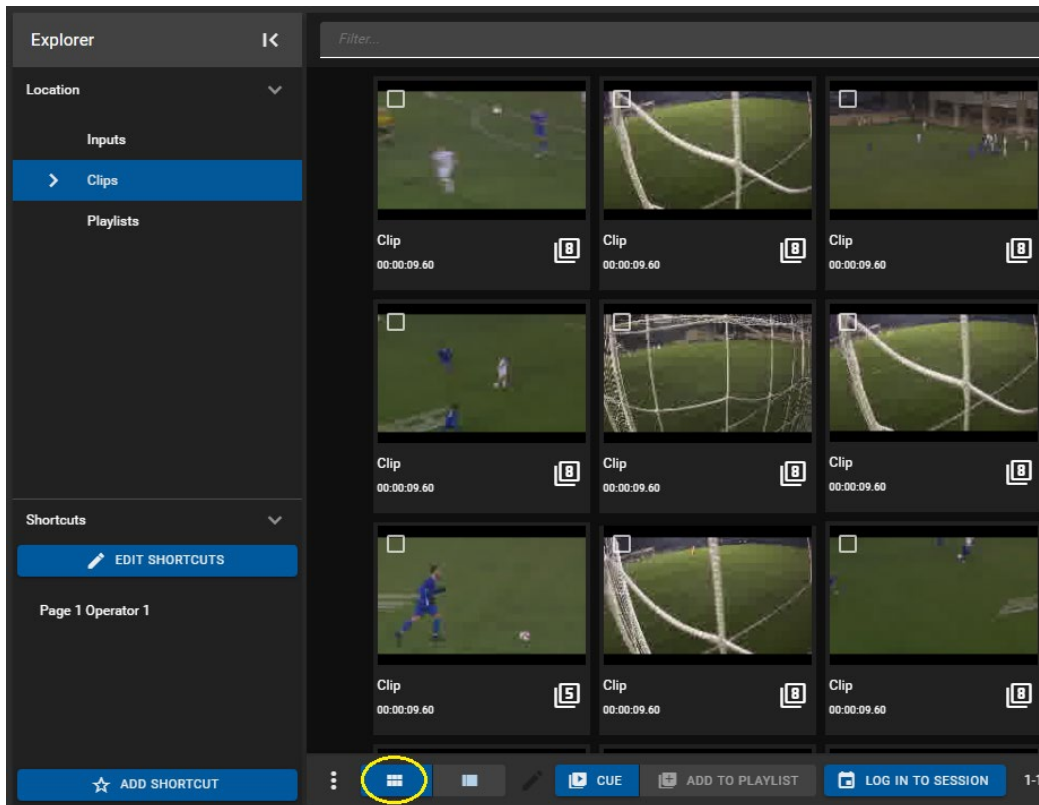 Explorer
Filter...
Location
Inputs
Clips
Playlists
Clip
00:00:09.60
8
Clip
00:00:09.60
8
Clip
00:00:09.60
8
Clip
00:00:09.60
8
Clip
00:00:09.60
8
Clip
00:00:09.60
8
Shortcuts
EDIT SHORTCUTS
Page 1 Operator 1
Clip
00:00:09.60
5
Clip
00:00:09.60
8
Clip
00:00:09.60
8
ADD SHORTCUT
CUE
ADD TO PLAYLIST
LOG IN TO SESSION